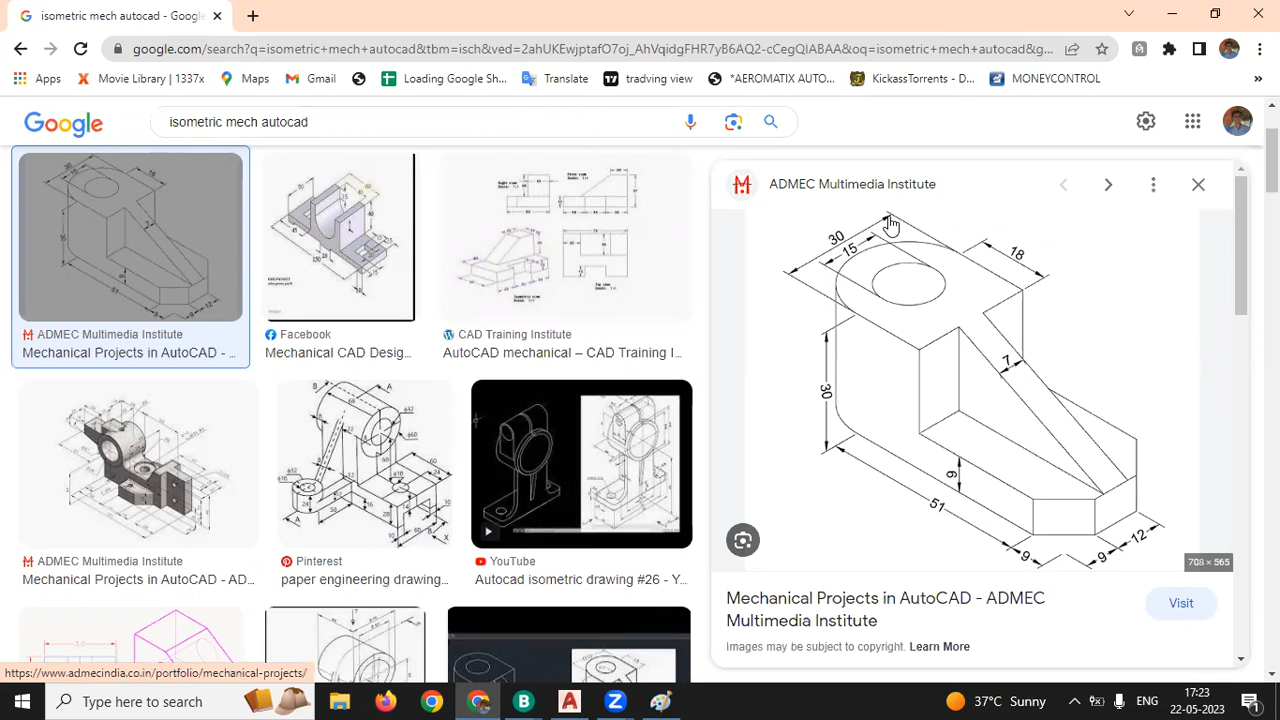 isometric mech autocad - Google
google.com/search?q=isometric+mech+autocad&tbm=isch&ved=2ahUKEwjptafO7oj_AhVqidgFHR7yB6AQ2-cCegQIABAA&oq=isometric+mech+autocad&g...
Apps
Movie Library | 1337x
Maps
Gmail
Loading Google Sh...
Translate
tradving view
*AEROMATIX AUTO...
KickassTorrents - D...
MONEYCONTROL
»
Google
isometric mech autocad
ADMEC Multimedia Institute
Mechanical Projects in AutoCAD - ...
Facebook
Mechanical CAD Desig...
CAD Training Institute
AutoCAD mechanical – CAD Training I...
ADMEC Multimedia Institute
Mechanical Projects in AutoCAD - AD...
Pinterest
paper engineering drawing...
YouTube
Autocad isometric drawing #26 - Y...
ADMEC Multimedia Institute
30
15
18
7
30
6
51
9
9
12
708 × 565
Mechanical Projects in AutoCAD - ADMEC
Multimedia Institute
Visit
Images may be subject to copyright. Learn More
https://www.admecindia.co.in/portfolio/mechanical-projects/
Type here to search
37°C Sunny
ENG
17:23
22-05-2023